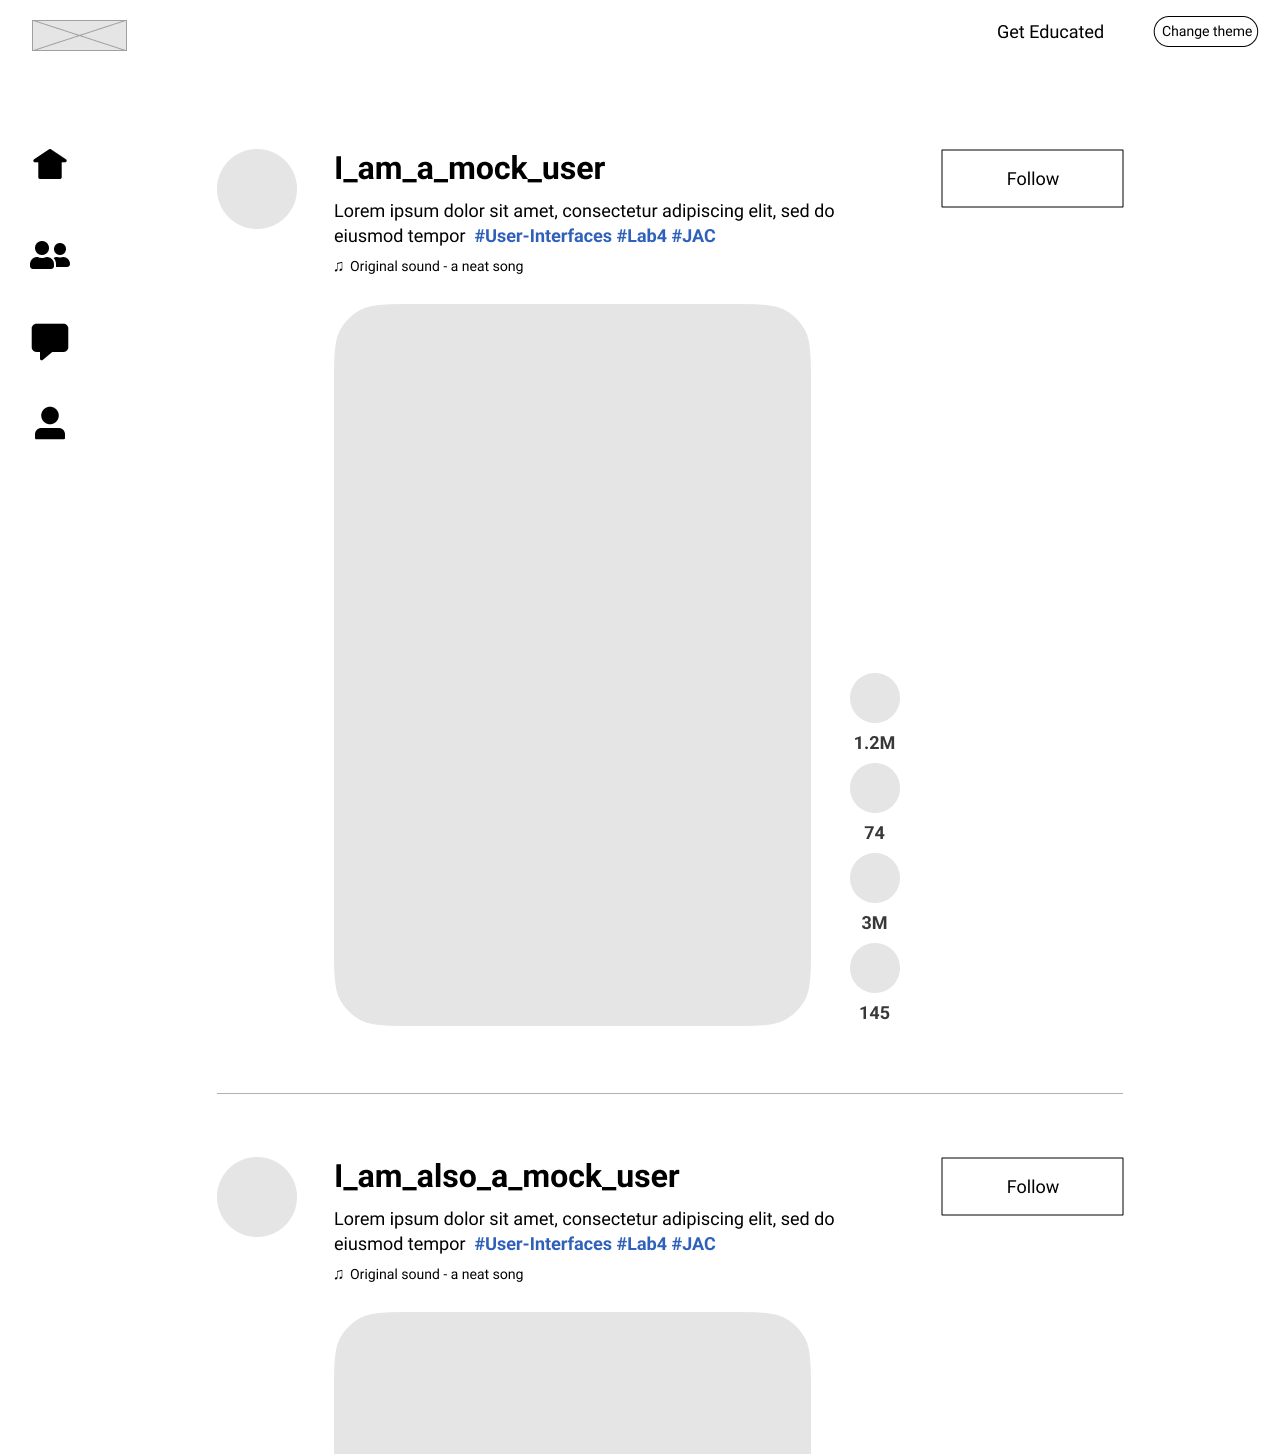 Get Educated
Change theme
I_am_a_mock_user
Follow
Lorem ipsum dolor sit amet, consectetur adipiscing elit, sed do
eiusmod tempor #User-Interfaces #Lab4 #JAC
♫ Original sound - a neat song
1.2M
74
3M
145
I_am_also_a_mock_user
Follow
Lorem ipsum dolor sit amet, consectetur adipiscing elit, sed do
eiusmod tempor #User-Interfaces #Lab4 #JAC
♫ Original sound - a neat song